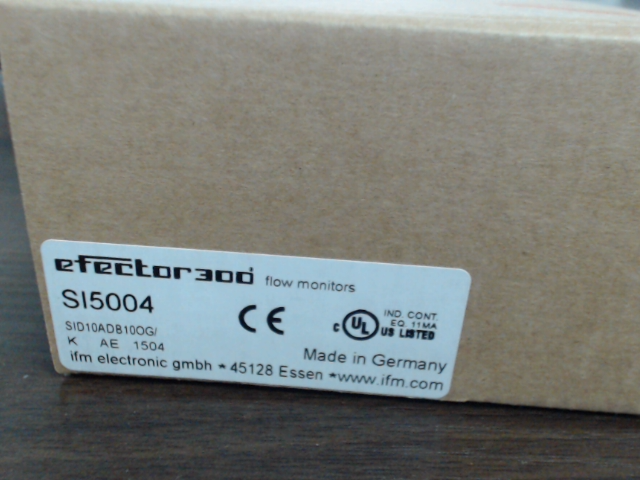 efector300 flow monitors
SI5004
SID10ADB10OG/
K AE 1504
CE
C UL US LISTED
IND. CONT.
EQ. 11MA
Made in Germany
ifm electronic gmbh * 45128 Essen * www.ifm.com